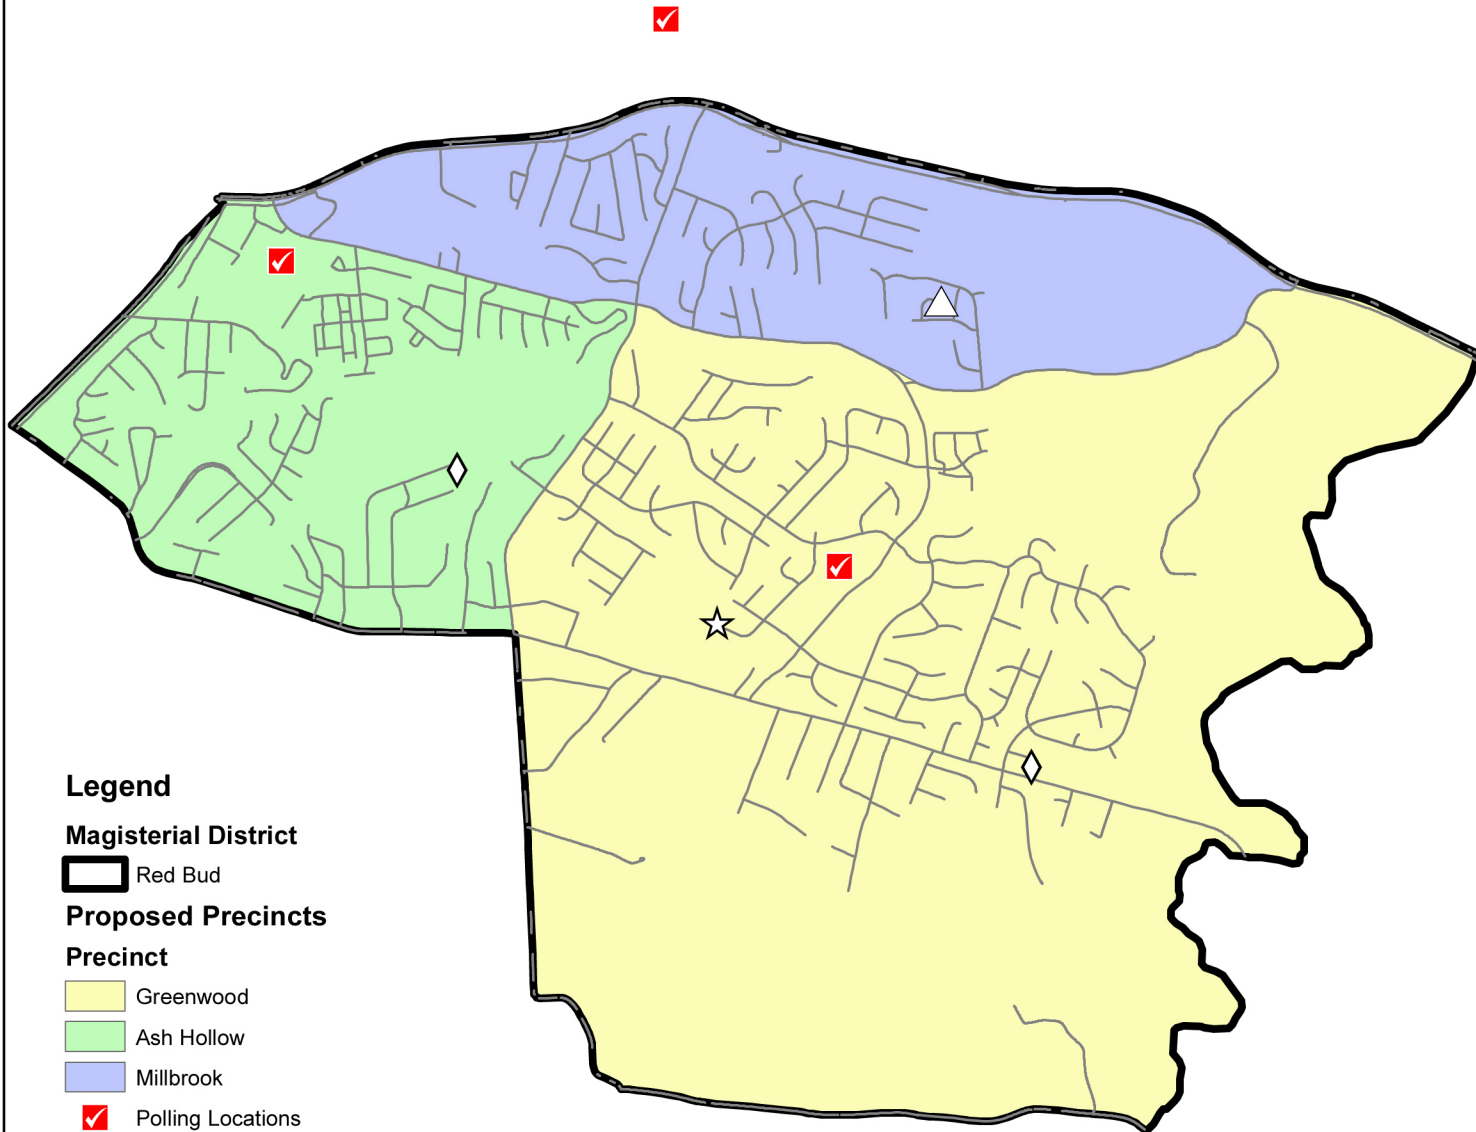 Legend
Magisterial District
Red Bud
Proposed Precincts
Precinct
Greenwood
Ash Hollow
Millbrook
Polling Locations